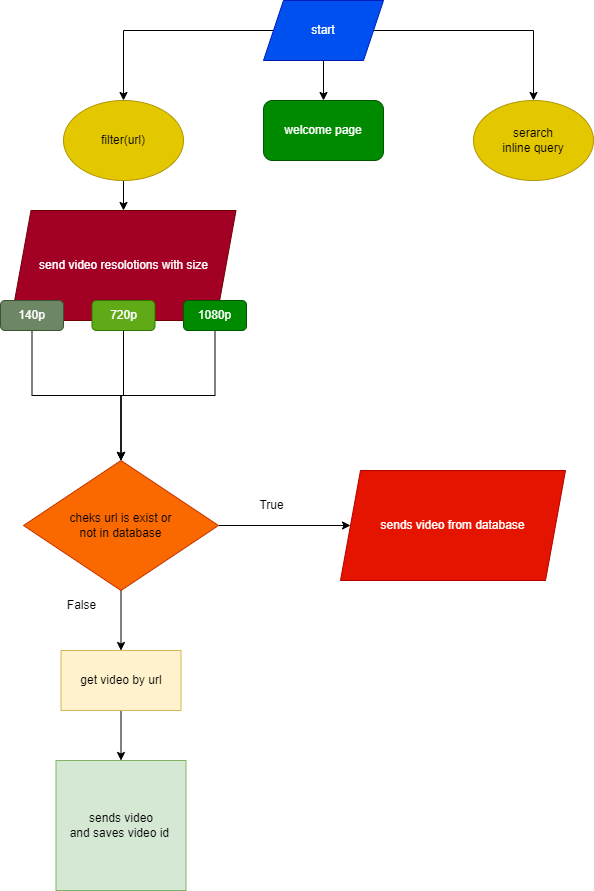 start
filter(url)
welcome page
serarch
inline query
send video resolotions with size
140p
720p
1080p
cheks url is exist or
not in database
True
sends video from database
False
get video by url
sends video
and saves video id